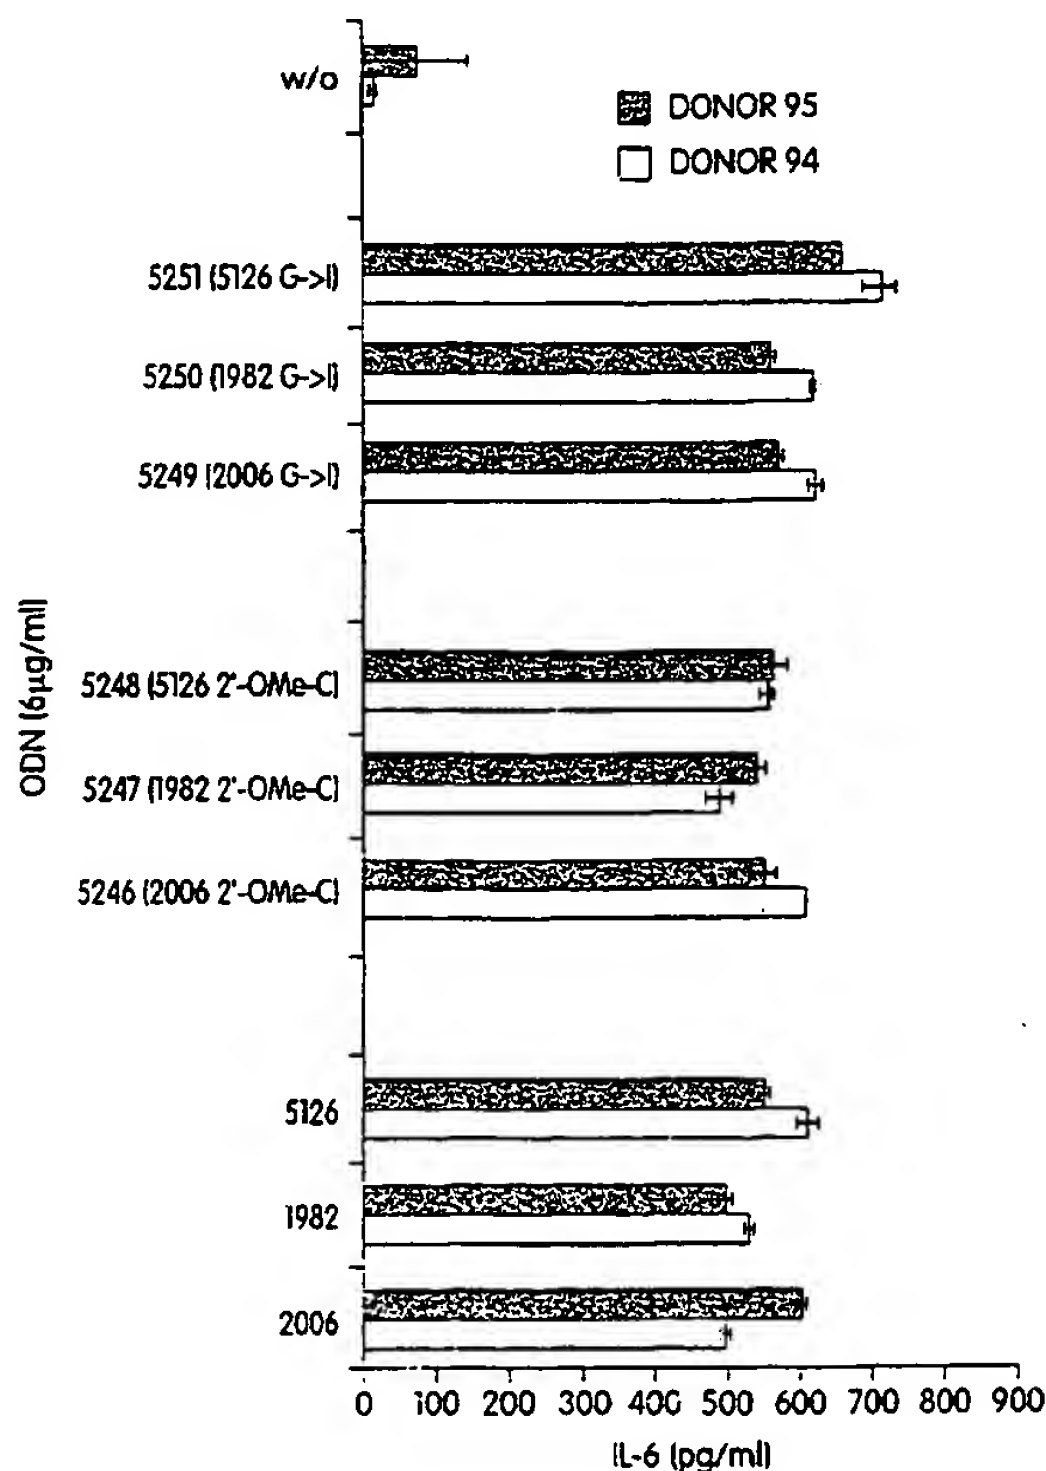 w/o
DONOR 95
DONOR 94
5251 (5126 G->I)
5250 (1982 G->I)
5249 (2006 G->I)
ODN (6µg/ml)
5248 (5126 2'-OMe-C)
5247 (1982 2'-OMe-C)
5246 (2006 2'-OMe-C)
5126
1982
2006
0 100 200 300 400 500 600 700 800 900
IL-6 (pg/ml)